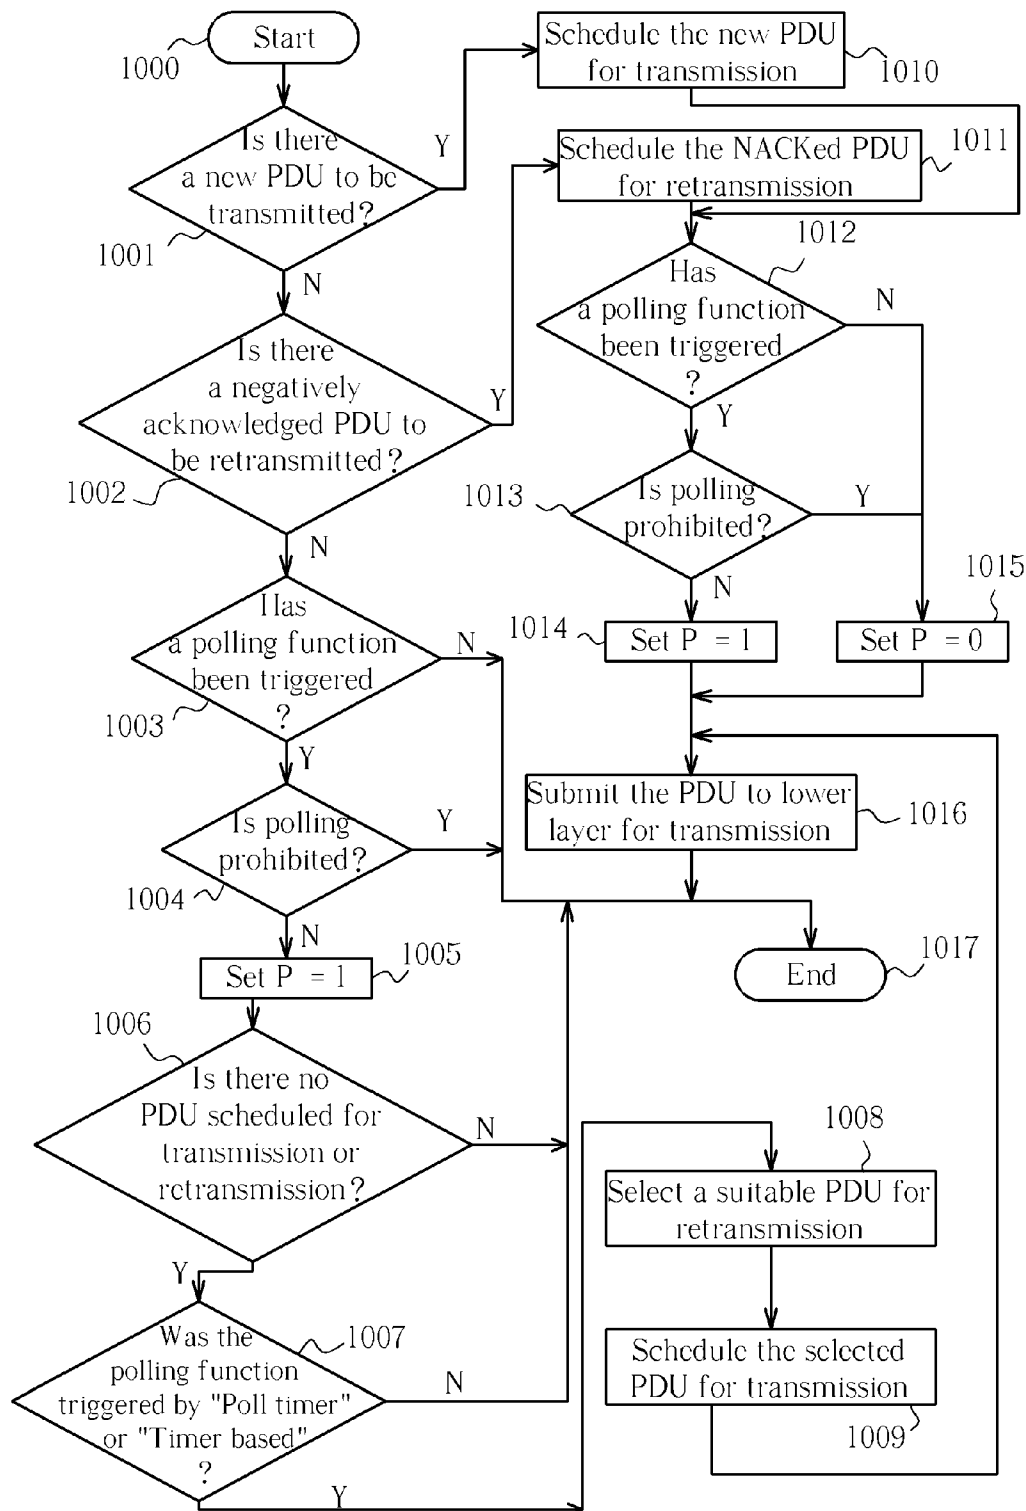 Start
1000
Is there
a new PDU to be
transmitted?
1001
Y
N
Is there
a negatively
acknowledged PDU to
be retransmitted?
1002
Y
N
Has
a polling function
been triggered
?
1003
N
Y
Is polling
prohibited?
1004
Y
N
Set P = 1
1005
1006
Is there no
PDU scheduled for
transmission or
retransmission?
N
Y
Was the
polling function
triggered by "Poll timer"
or "Timer based"
?
1007
N
Y
Schedule the new PDU
for transmission
1010
Schedule the NACKed PDU
for retransmission
1011
1012
Has
a polling function
been triggered
?
N
Y
1013
Is polling
prohibited?
Y
N
1014
Set P = 1
1015
Set P = 0
Submit the PDU to lower
layer for transmission
1016
End
1017
1008
Select a suitable PDU for
retransmission
Schedule the selected
PDU for transmission
1009